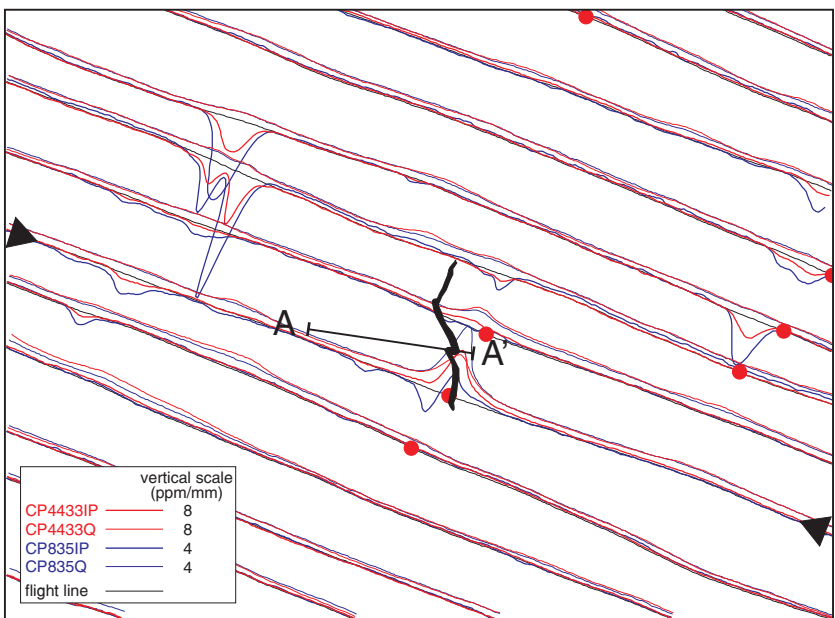 A
A'
vertical scale
(ppm/mm)
CP4433IP 8
CP4433Q 8
CP835IP 4
CP835Q 4
flight line